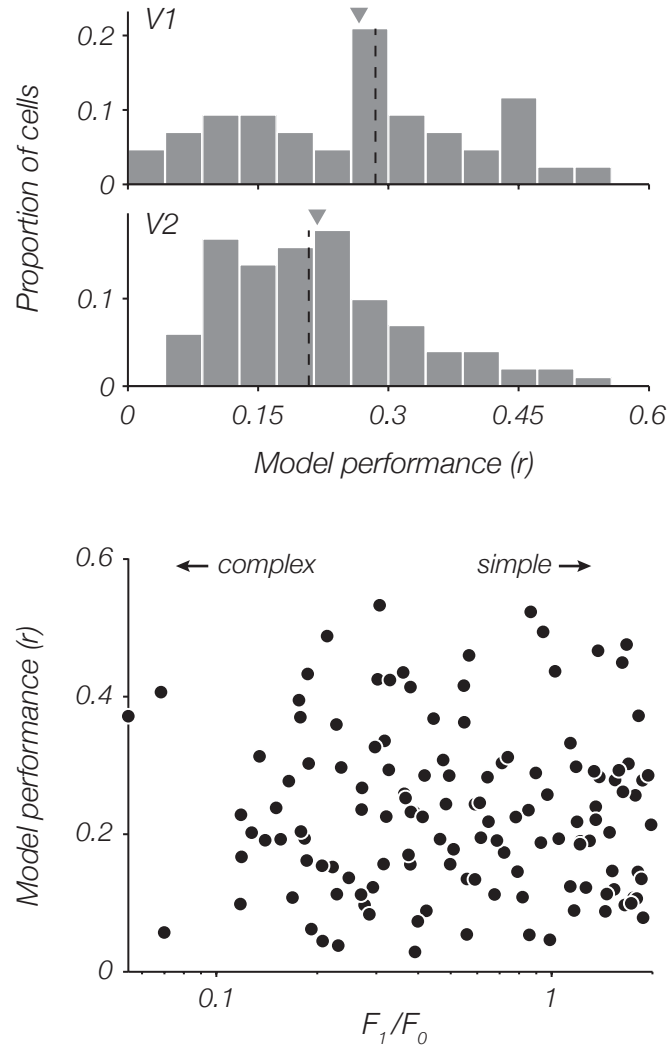 V1
0.2
0.1
0
Proportion of cells
V2
0.1
0
0 0.15 0.3 0.45 0.6
Model performance (r)
0.6
← complex simple →
0.4
0.2
0
Model performance (r)
0.1 1
F₁/F₀